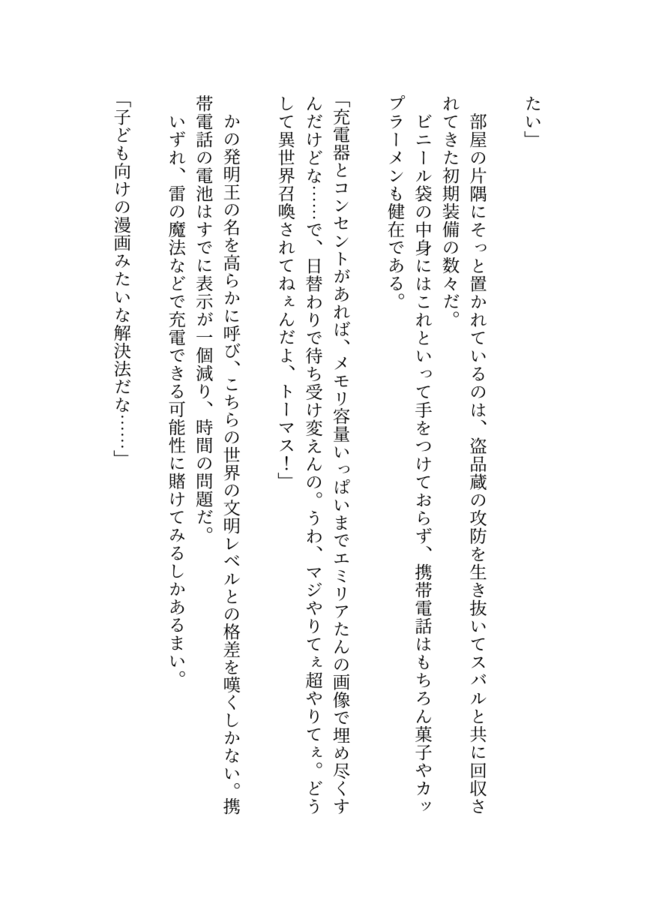 たい」
部屋の片隅にそっと置かれているのは、盗品蔵の攻防を生き抜いてスバルと共に回収さ
れてきた初期装備の数々だ。
ビニール袋の中身にはこれといって手をつけておらず、携帯電話はもちろん菓子やカッ
プラーメンも健在である。
「充電器とコンセントがあれば、メモリ容量いっぱいまでエミリアたんの画像で埋め尽くす
んだけどな……で、日替わりで待ち受け変えんの。うわ、マジやりてぇ超やりてぇ。どう
して異世界召喚されてねぇんだよ、トーマス！」
かの発明王の名を高らかに呼び、こちらの世界の文明レベルとの格差を嘆くしかない。携
帯電話の電池はすでに表示が一個減り、時間の問題だ。
いずれ、雷の魔法などで充電できる可能性に賭けてみるしかあるまい。
「子ども向けの漫画みたいな解決法だな……」